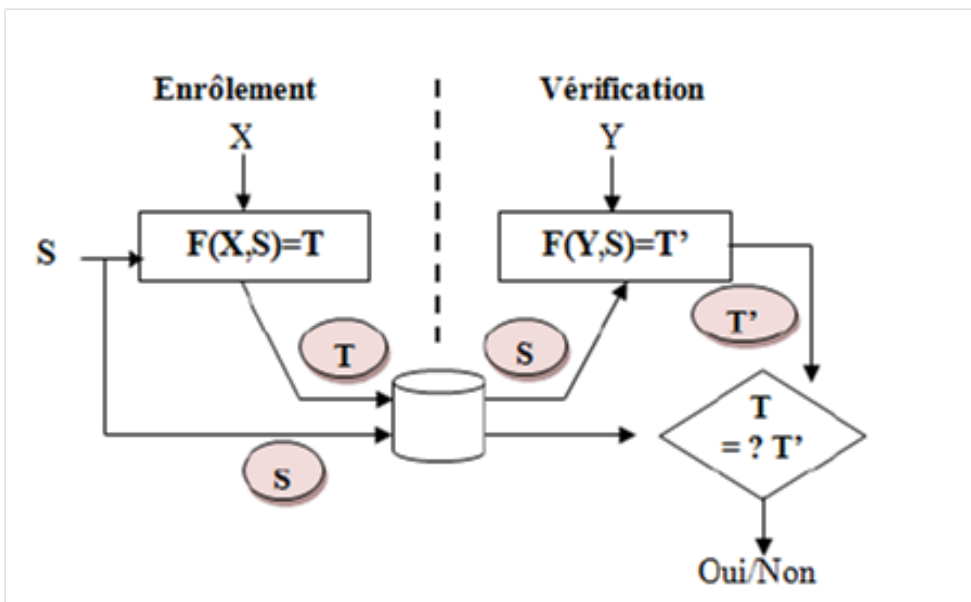 Enrôlement
Vérification
X
Y
S
F(X,S)=T
F(Y,S)=T’
T’
T
S
T
= ? T’
S
Oui/Non